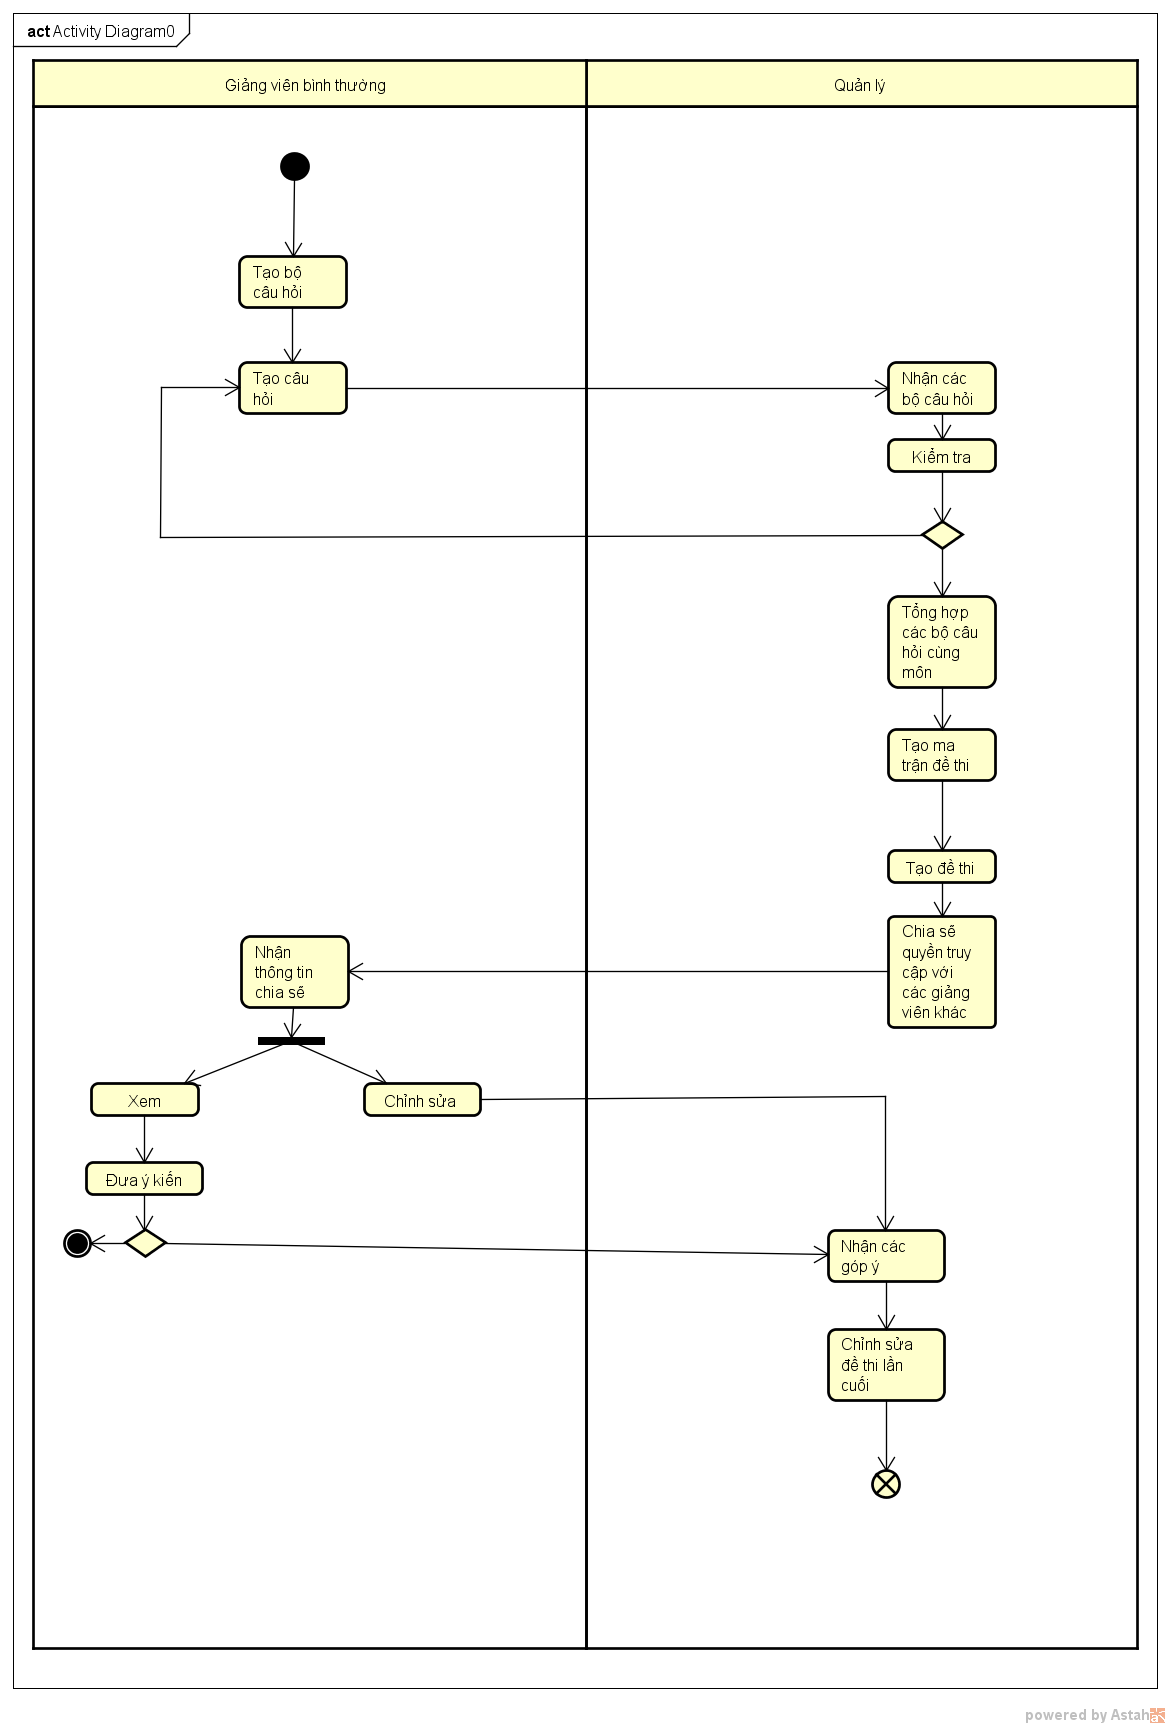 act Activity Diagram0
Giảng viên bình thường
Quản lý
Tạo bộ
câu hỏi
Tạo câu
hỏi
Nhận các
bộ câu hỏi
Kiểm tra
Tổng hợp
các bộ câu
hỏi cùng
môn
Tạo ma
trận đề thi
Tạo đề thi
Chia sẽ
quyền truy
cập với
các giảng
viên khác
Nhận
thông tin
chia sẽ
Xem
Chỉnh sửa
Đưa ý kiến
Nhận các
góp ý
Chỉnh sửa
đề thi lần
cuối
powered by Astah